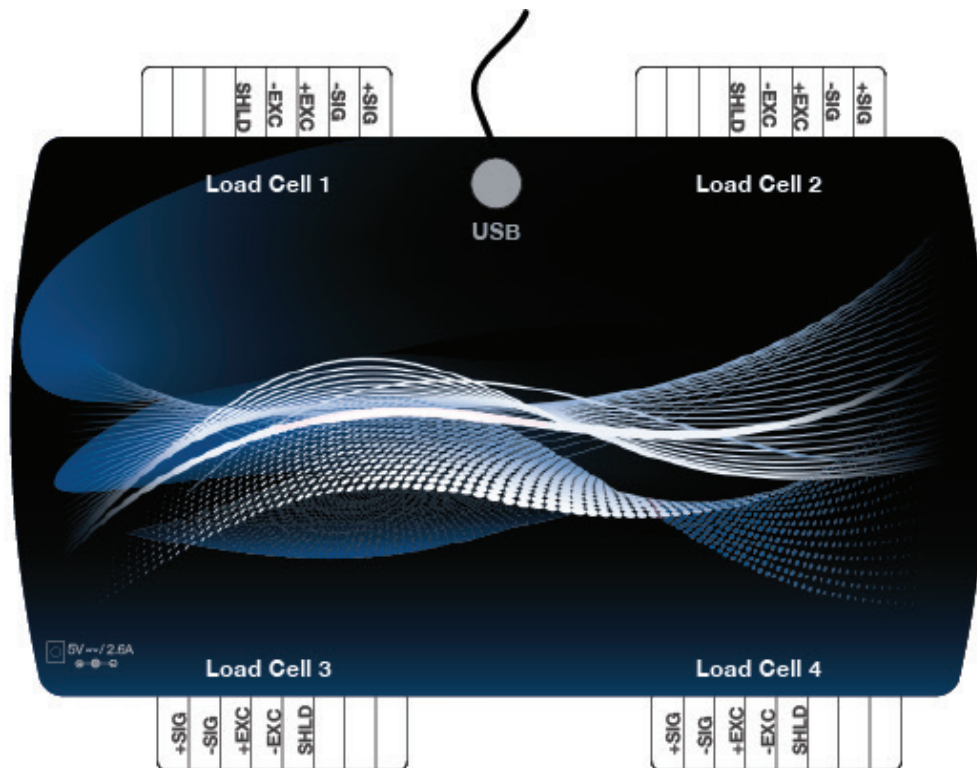 SHLD -EXC +EXC -SIG +SIG
SHLD -EXC +EXC -SIG +SIG
Load Cell 1
Load Cell 2
USB
5V⎓/2.6A
Load Cell 3
Load Cell 4
+SIG -SIG +EXC -EXC SHLD
+SIG -SIG +EXC -EXC SHLD